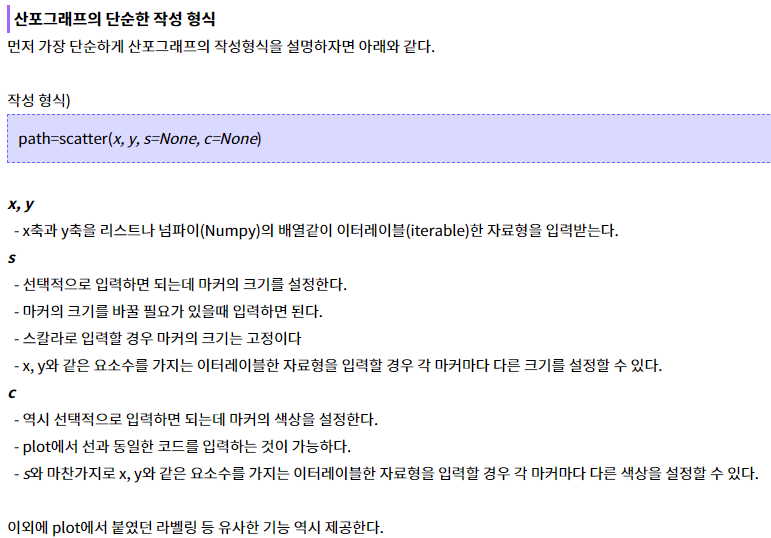 산포그래프의 단순한 작성 형식
먼저 가장 단순하게 산포그래프의 작성형식을 설명하자면 아래와 같다.
작성 형식)
path=scatter(x, y, s=None, c=None)
x, y
- x축과 y축을 리스트나 넘파이(Numpy)의 배열같이 이터레이블(iterable)한 자료형을 입력받는다.
s
- 선택적으로 입력하면 되는데 마커의 크기를 설정한다.
- 마커의 크기를 바꿀 필요가 있을때 입력하면 된다.
- 스칼라로 입력할 경우 마커의 크기는 고정이다
- x, y와 같은 요소수를 가지는 이터레이블한 자료형을 입력할 경우 각 마커마다 다른 크기를 설정할 수 있다.
c
- 역시 선택적으로 입력하면 되는데 마커의 색상을 설정한다.
- plot에서 선과 동일한 코드를 입력하는 것이 가능하다.
- s와 마찬가지로 x, y와 같은 요소수를 가지는 이터레이블한 자료형을 입력할 경우 각 마커마다 다른 색상을 설정할 수 있다.
이외에 plot에서 붙였던 라벨링 등 유사한 기능 역시 제공한다.